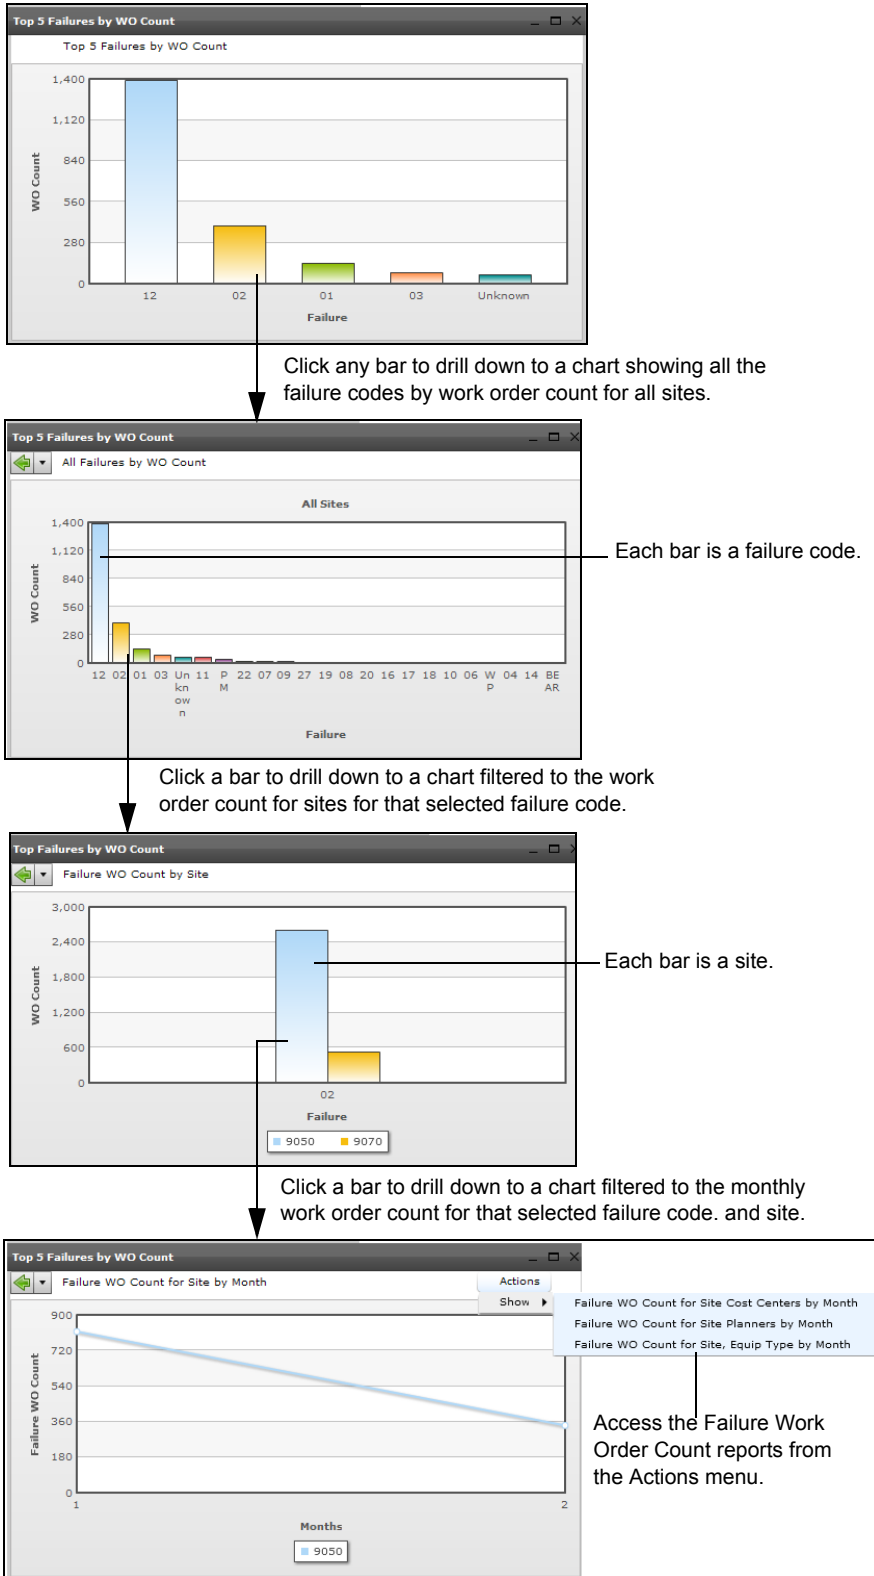 Top 5 Failures by WO Count
Top 5 Failures by WO Count
1,400
1,120
840
560
280
0
WO Count
12 02 01 03 Unknown
Failure
Click any bar to drill down to a chart showing all the
failure codes by work order count for all sites.
Top 5 Failures by WO Count
All Failures by WO Count
All Sites
1,400
1,120
840
560
280
0
WO Count
Each bar is a failure code.
12 02 01 03 Un 11 P 22 07 09 27 19 08 20 16 17 18 10 06 W 04 14 BE
kn M P AR
ow
n
Failure
Click a bar to drill down to a chart filtered to the work
order count for sites for that selected failure code.
Top Failures by WO Count
Failure WO Count by Site
3,000
2,400
1,800
1,200
600
0
WO Count
Each bar is a site.
02
Failure
9050 9070
Click a bar to drill down to a chart filtered to the monthly
work order count for that selected failure code. and site.
Top 5 Failures by WO Count
Failure WO Count for Site by Month
Actions
Show
Failure WO Count for Site Cost Centers by Month
Failure WO Count for Site Planners by Month
Failure WO Count for Site, Equip Type by Month
900
720
540
360
180
0
Failure WO Count
Access the Failure Work
Order Count reports from
the Actions menu.
1 2
Months
9050